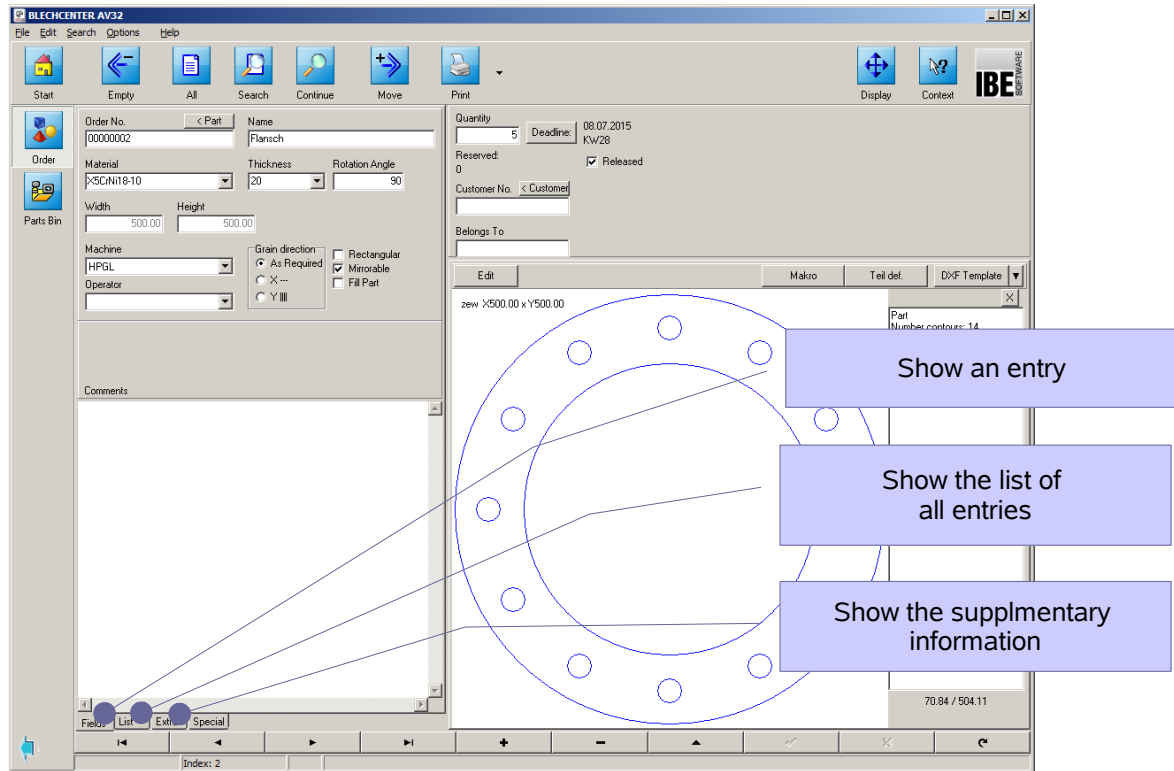 BLECHCENTER AV32
File Edit Search Options Help
Start Empty All Search Continue Move Print Display Context IBE SOFTWARE
Order
Parts Bin
Order No. < Part Name
00000002 Flansch
Material Thickness Rotation Angle
X5CrNi18-10 20 90
Width Height
500.00 500.00
Machine Grain direction
HPGL As Required Rectangular
Operator X --- Mirrorable
Y |||| Fill Part
Comments
Quantity
5 Deadline: 08.07.2015
KW28
Reserved:
0 Released
Customer No. < Customer
Belongs To
Edit Makro Teil def. DXF Template
zew X500.00 x Y500.00
Part
Number contours: 14
Show an entry
Show the list of
all entries
Show the supplmentary
information
70.84 / 504.11
Fields List Special
Index: 2